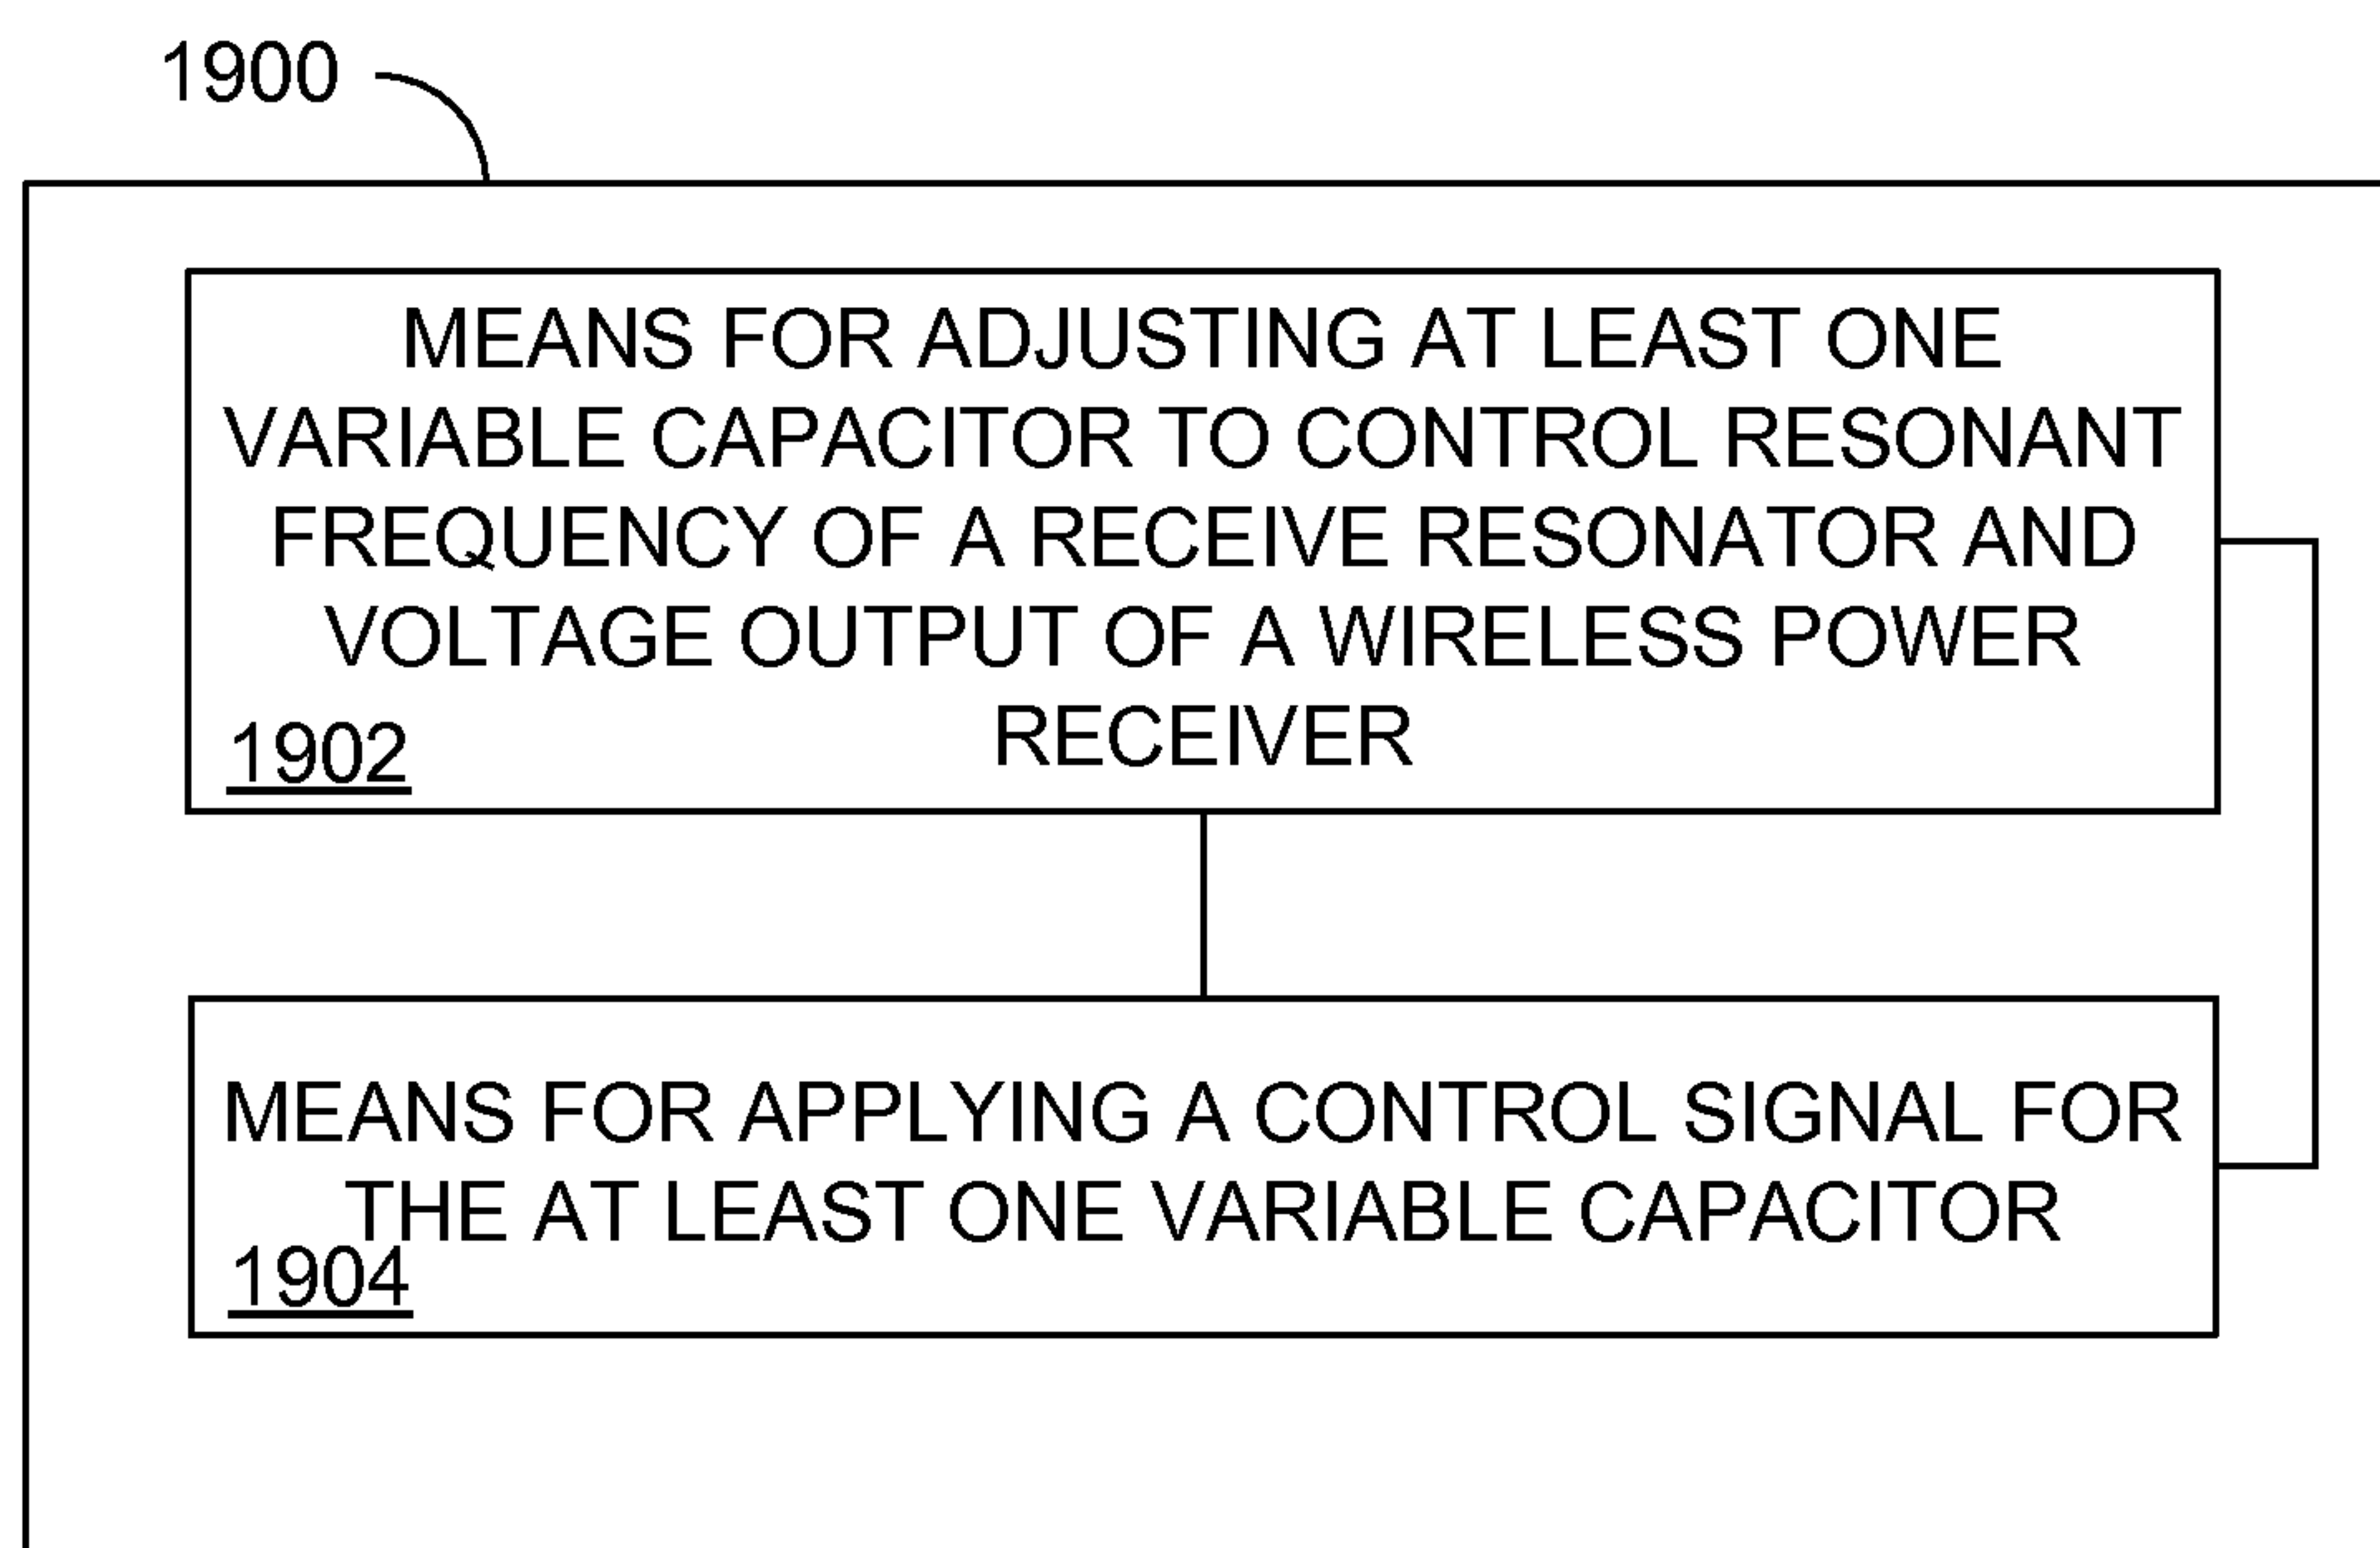 1900
MEANS FOR ADJUSTING AT LEAST ONE
VARIABLE CAPACITOR TO CONTROL RESONANT
FREQUENCY OF A RECEIVE RESONATOR AND
VOLTAGE OUTPUT OF A WIRELESS POWER
RECEIVER
1902
MEANS FOR APPLYING A CONTROL SIGNAL FOR
THE AT LEAST ONE VARIABLE CAPACITOR
1904